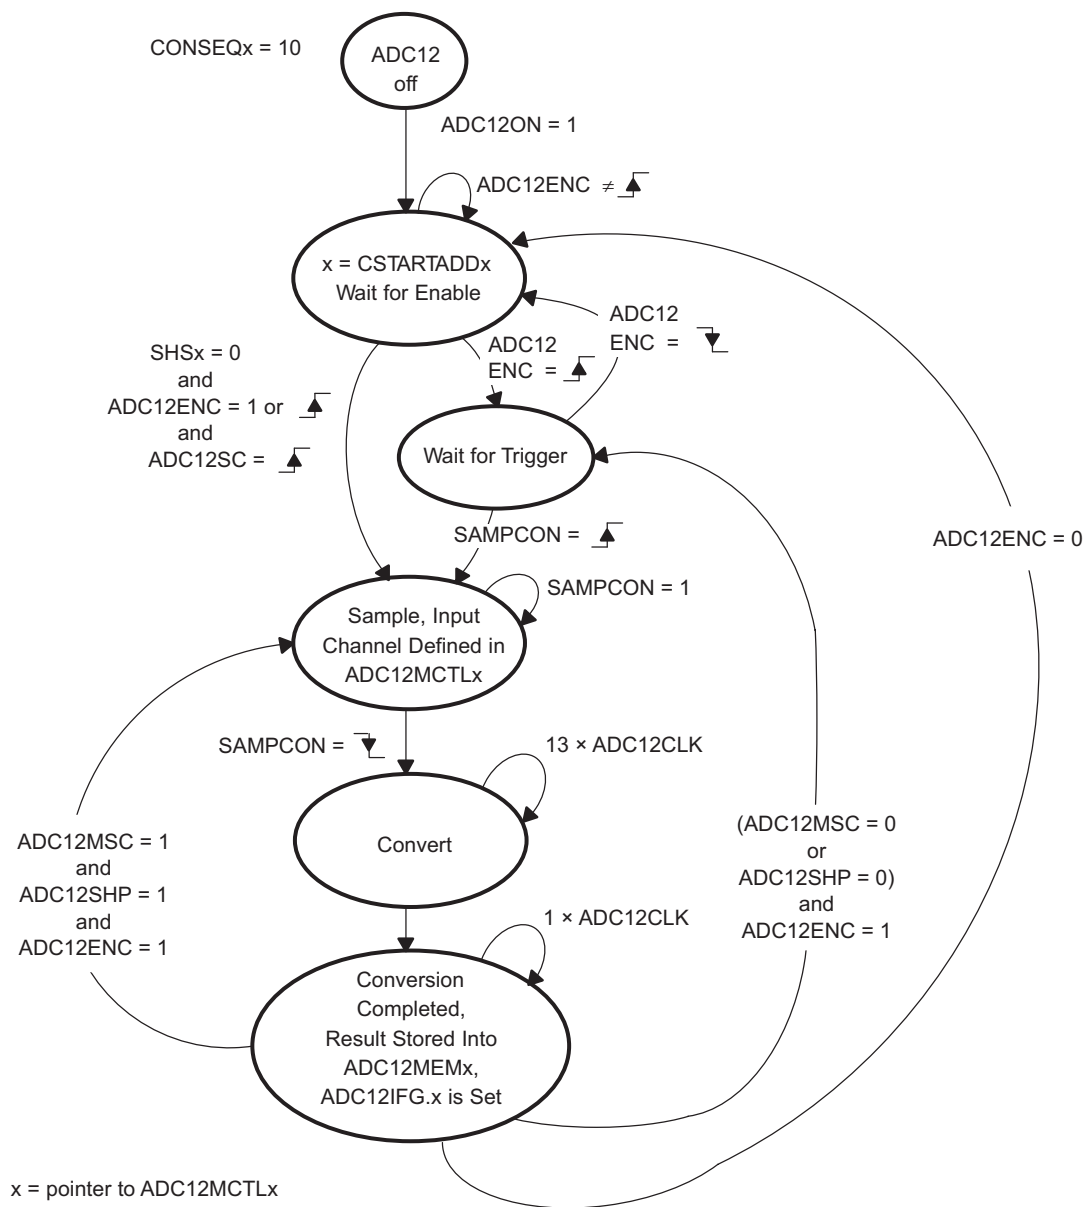 CONSEQx = 10
ADC12
off
ADC12ON = 1
ADC12ENC ≠
x = CSTARTADDx
Wait for Enable
ADC12
ENC =
ADC12
ENC =
SHSx = 0
and
ADC12ENC = 1 or
and
ADC12SC =
Wait for Trigger
SAMPCON =
ADC12ENC = 0
SAMPCON = 1
Sample, Input
Channel Defined in
ADC12MCTLx
SAMPCON =
13 × ADC12CLK
Convert
ADC12MSC = 1
and
ADC12SHP = 1
and
ADC12ENC = 1
(ADC12MSC = 0
or
ADC12SHP = 0)
and
ADC12ENC = 1
1 × ADC12CLK
Conversion
Completed,
Result Stored Into
ADC12MEMx,
ADC12IFG.x is Set
x = pointer to ADC12MCTLx